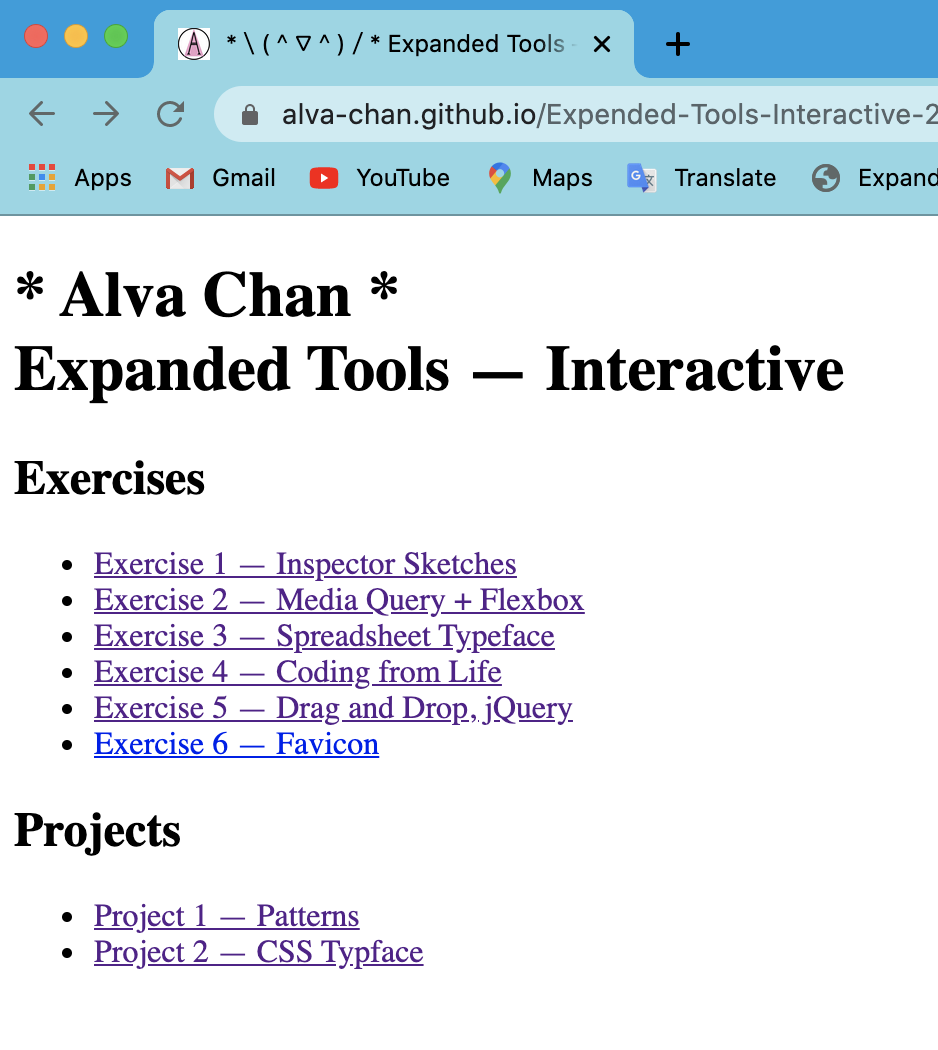 * \ ( ^ ∇ ^ ) / * Expanded Tools -
alva-chan.github.io/Expended-Tools-Interactive-2
Apps Gmail YouTube Maps Translate Expand
* Alva Chan *
Expanded Tools — Interactive
Exercises
• Exercise 1 — Inspector Sketches
• Exercise 2 — Media Query + Flexbox
• Exercise 3 — Spreadsheet Typeface
• Exercise 4 — Coding from Life
• Exercise 5 — Drag and Drop, jQuery
• Exercise 6 — Favicon
Projects
• Project 1 — Patterns
• Project 2 — CSS Typface